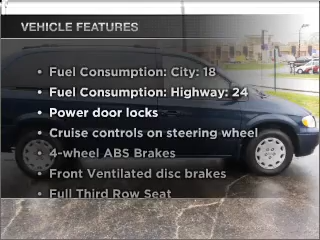 VEHICLE FEATURES
• Fuel Consumption: City: 18
• Fuel Consumption: Highway: 24
• Power door locks
• Cruise controls on steering wheel
• 4-wheel ABS Brakes
• Front Ventilated disc brakes
• Full Third Row Seat